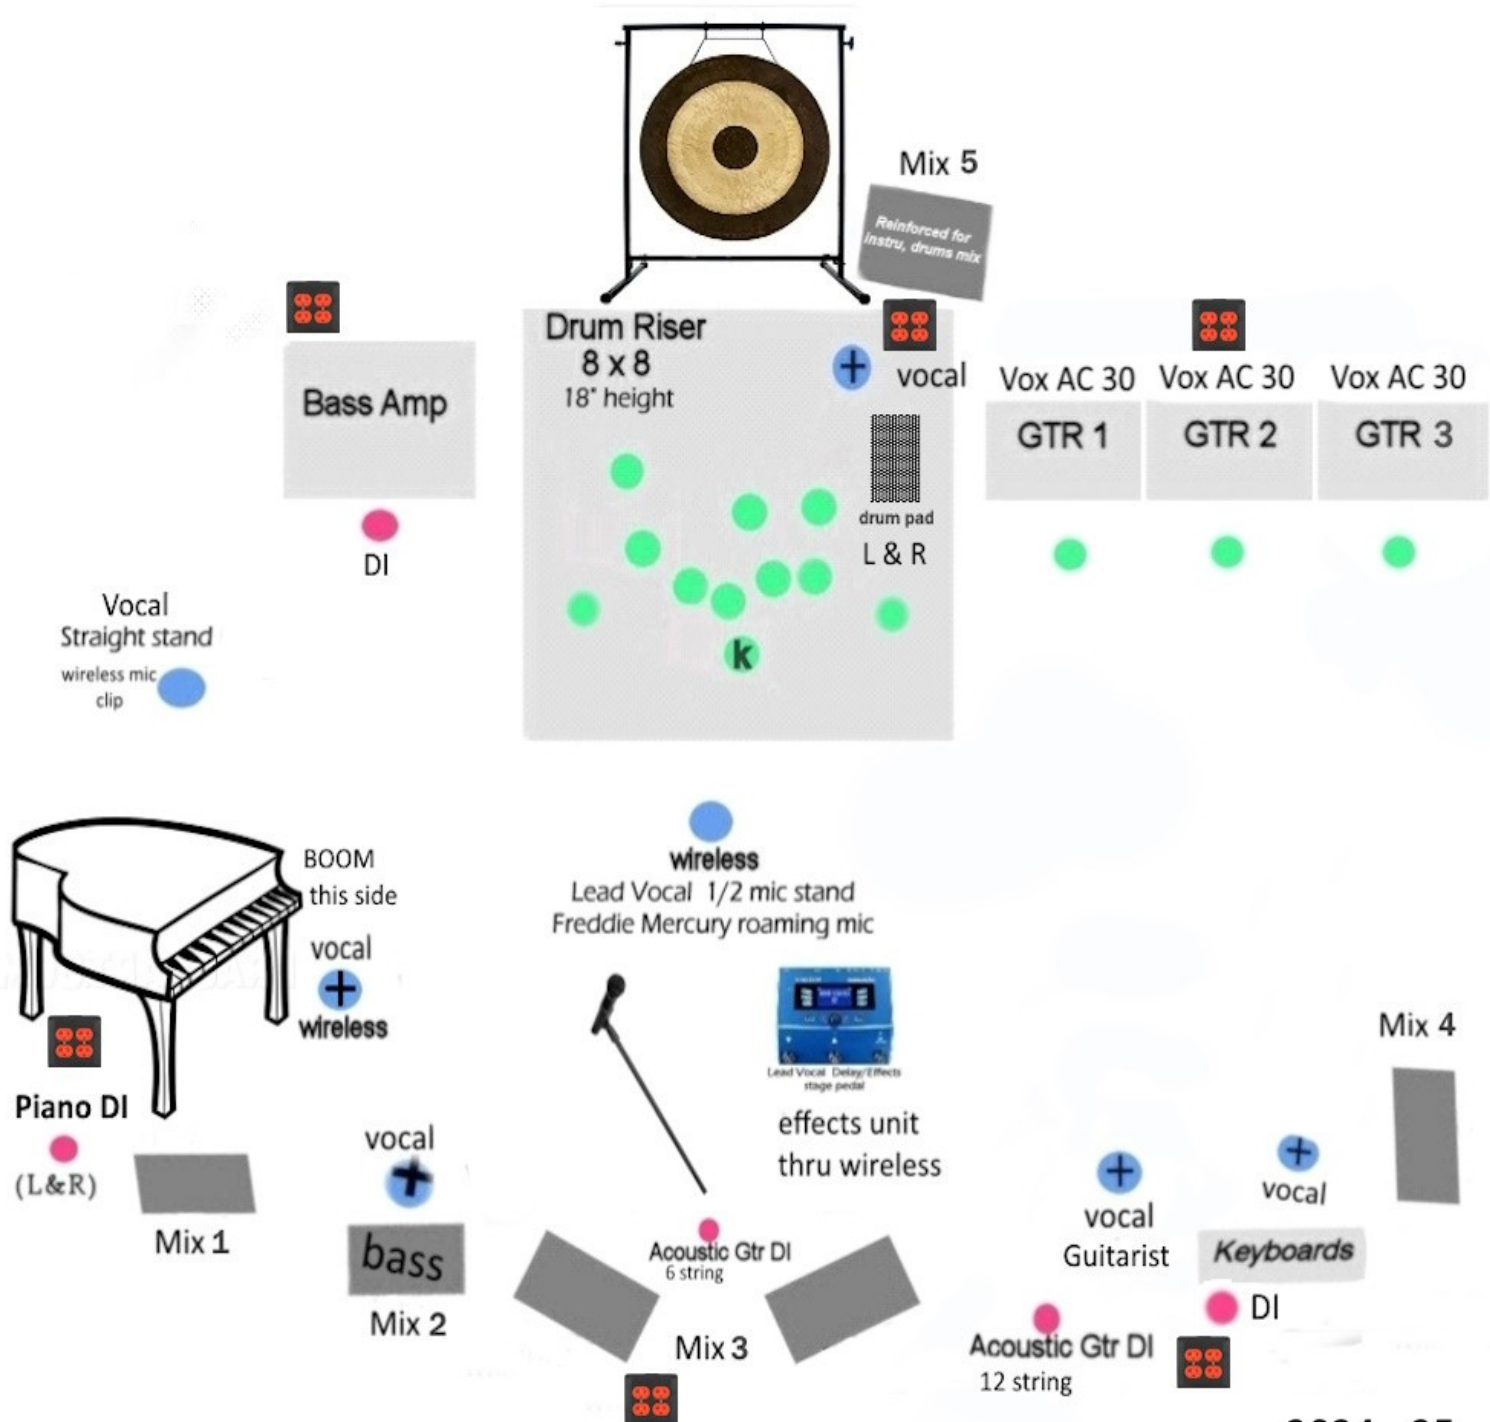 Mix 5
Reinforced for
instru, drums mix
Drum Riser
8 x 8
18" height
vocal
Bass Amp
Vox AC 30
Vox AC 30
Vox AC 30
GTR 1
GTR 2
GTR 3
drum pad
L & R
DI
Vocal
Straight stand
wireless mic
clip
k
BOOM
this side
vocal
wireless
wireless
Lead Vocal 1/2 mic stand
Freddie Mercury roaming mic
Lead Vocal Delay/Effects
stage pedal
effects unit
thru wireless
Mix 4
Piano DI
(L&R)
Mix 1
vocal
bass
Mix 2
Acoustic Gtr DI
6 string
Mix 3
vocal
Guitarist
vocal
Keyboards
DI
Acoustic Gtr DI
12 string